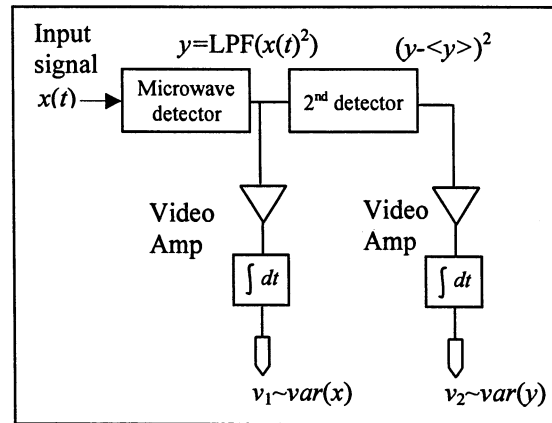 Input signal x(t)
y=LPF(x(t)²)
(y-<y>)²
Microwave detector
2nd detector
Video Amp
Video Amp
∫ dt
∫ dt
v₁~var(x)
v₂~var(y)